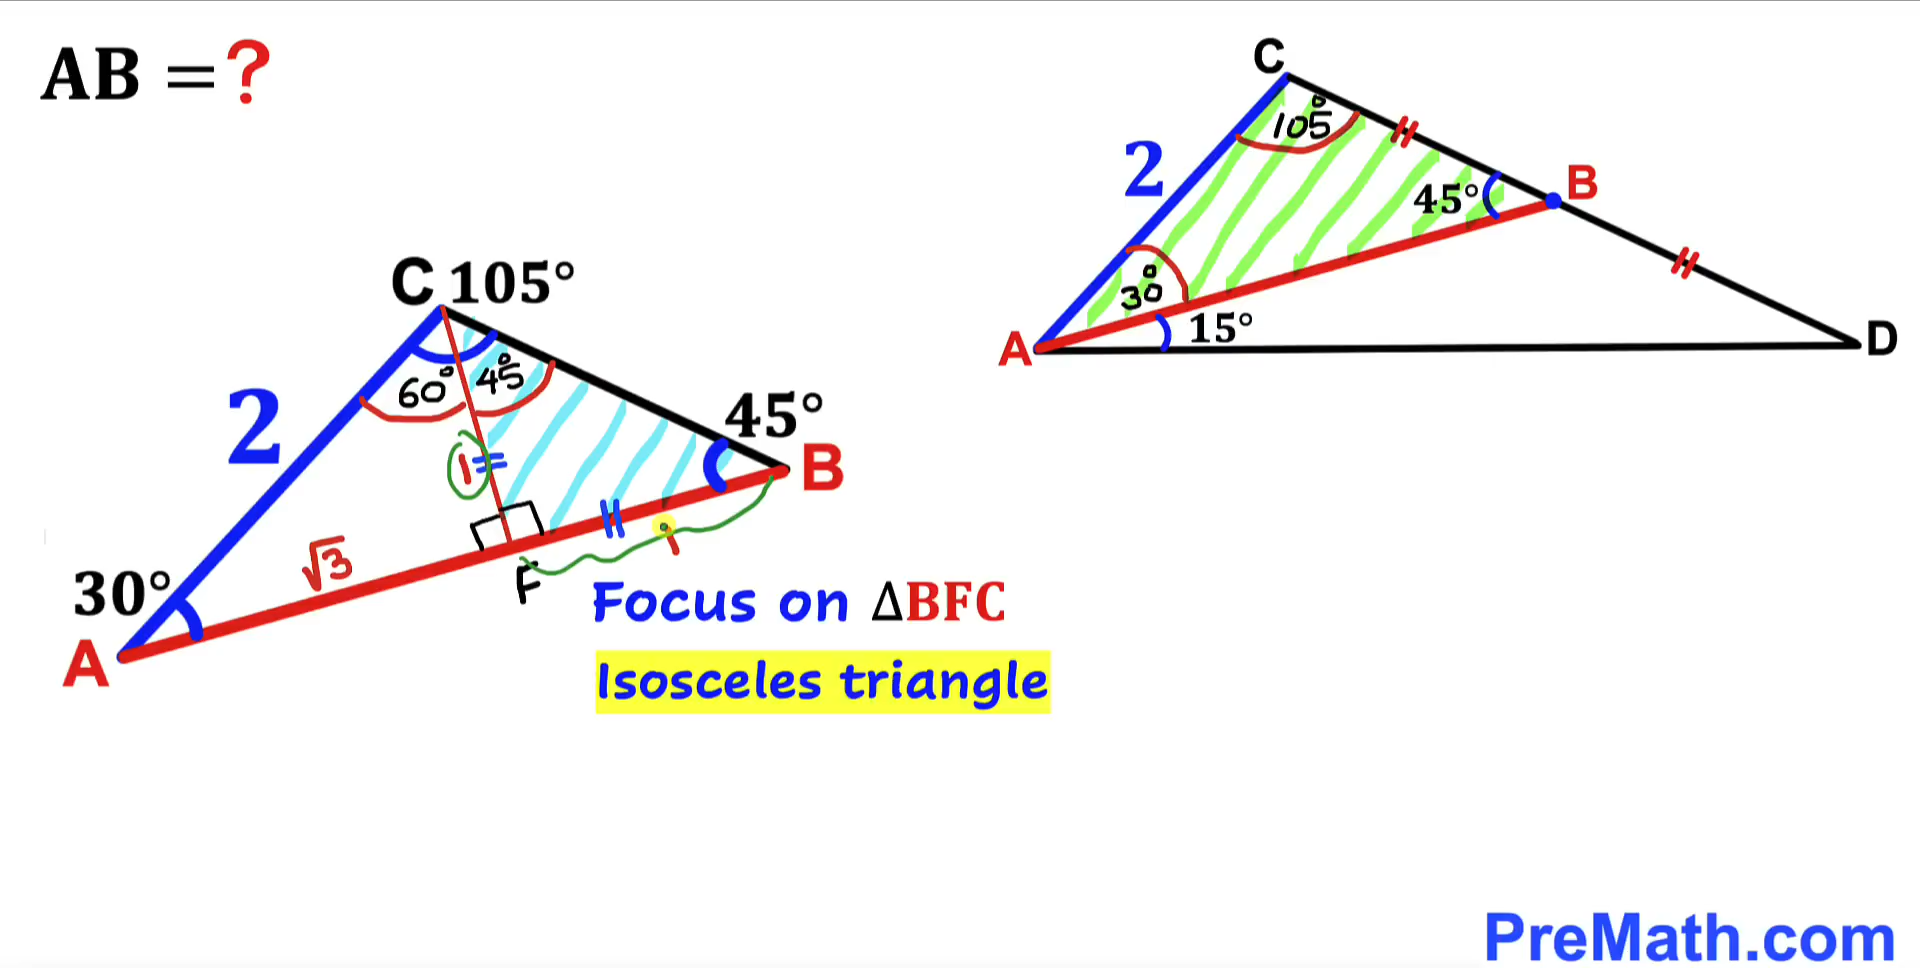 AB = ?
C
105°
2
45°
B
30°
A
15°
D
C 105°
60° 45°
2
1
45°
B
√3
1
30°
F
A
Focus on ΔBFC
Isosceles triangle
PreMath.com